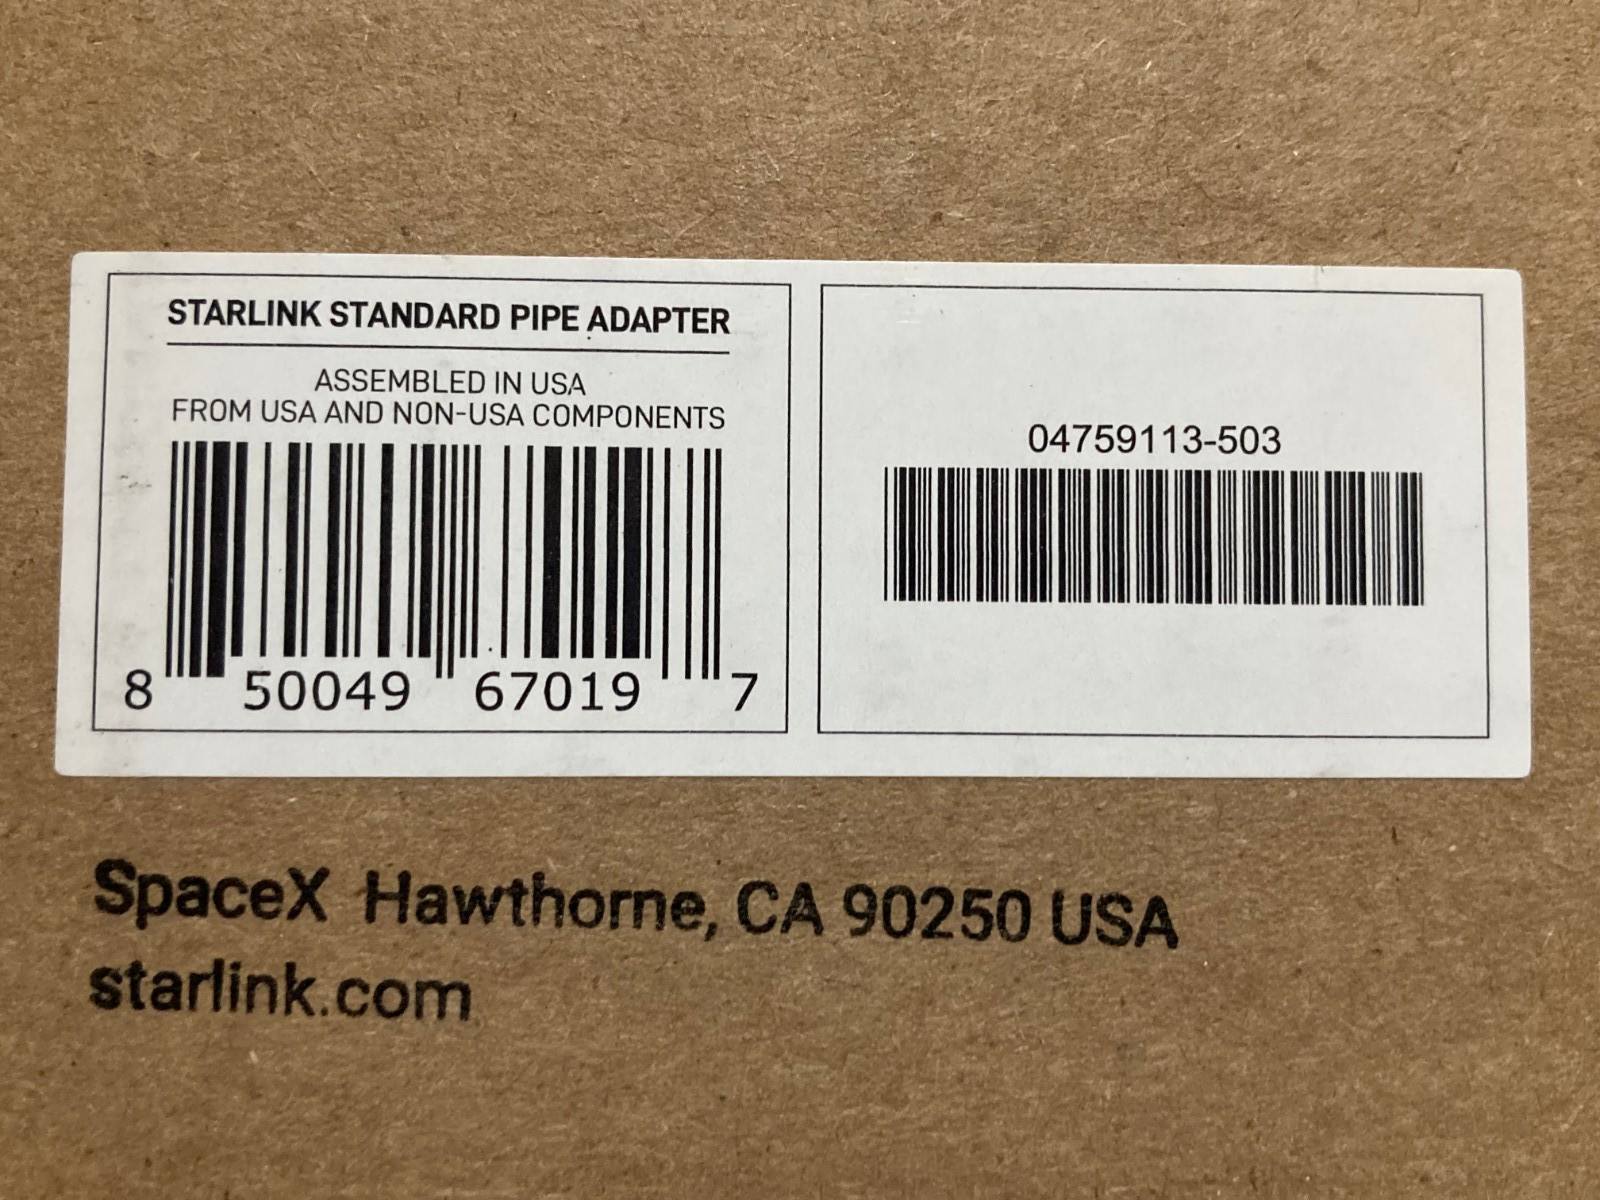 STARLINK STANDARD PIPE ADAPTER
ASSEMBLED IN USA
FROM USA AND NON-USA COMPONENTS
8 50049 67019 7
04759113-503
SpaceX Hawthorne, CA 90250 USA
starlink.com